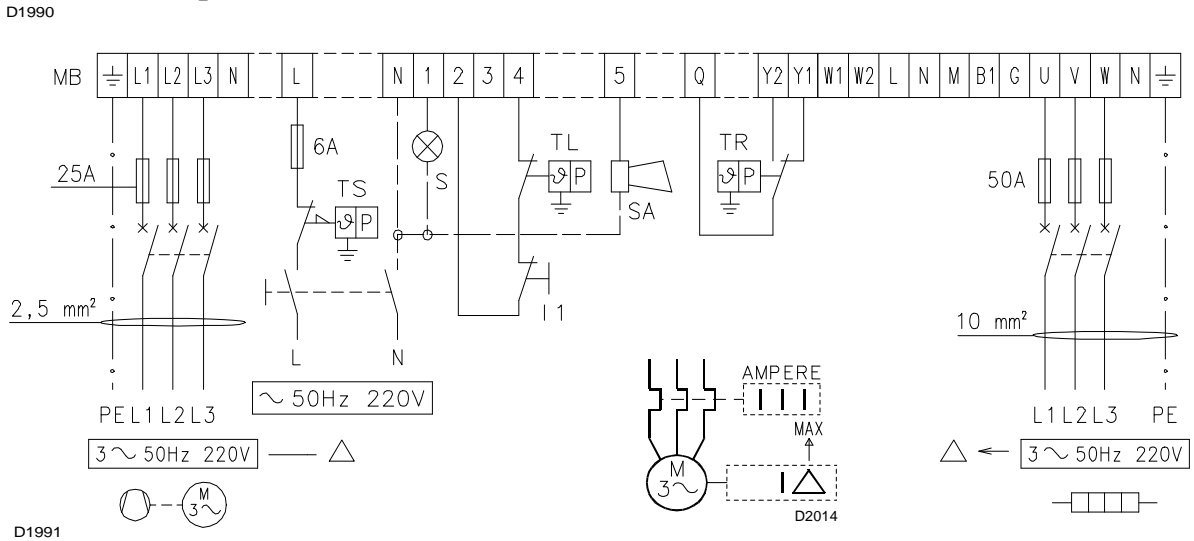 D1990
MB L1 L2 L3 N L N 1 2 3 4 5 Q Y2 Y1 W1 W2 L N M B1 G U V W N
6A TL TR
25A TS ϑ P S ϑ P SA ϑ P 50A
ϑ P
2,5 mm² I1 10 mm²
L N
∼ 50Hz 220V AMPERE
I I I
PE L1 L2 L3 MAX L1 L2 L3 PE
3∼ 50Hz 220V △ M 3∼ I △ △ 3∼ 50Hz 220V
M 3∼ D2014
D1991